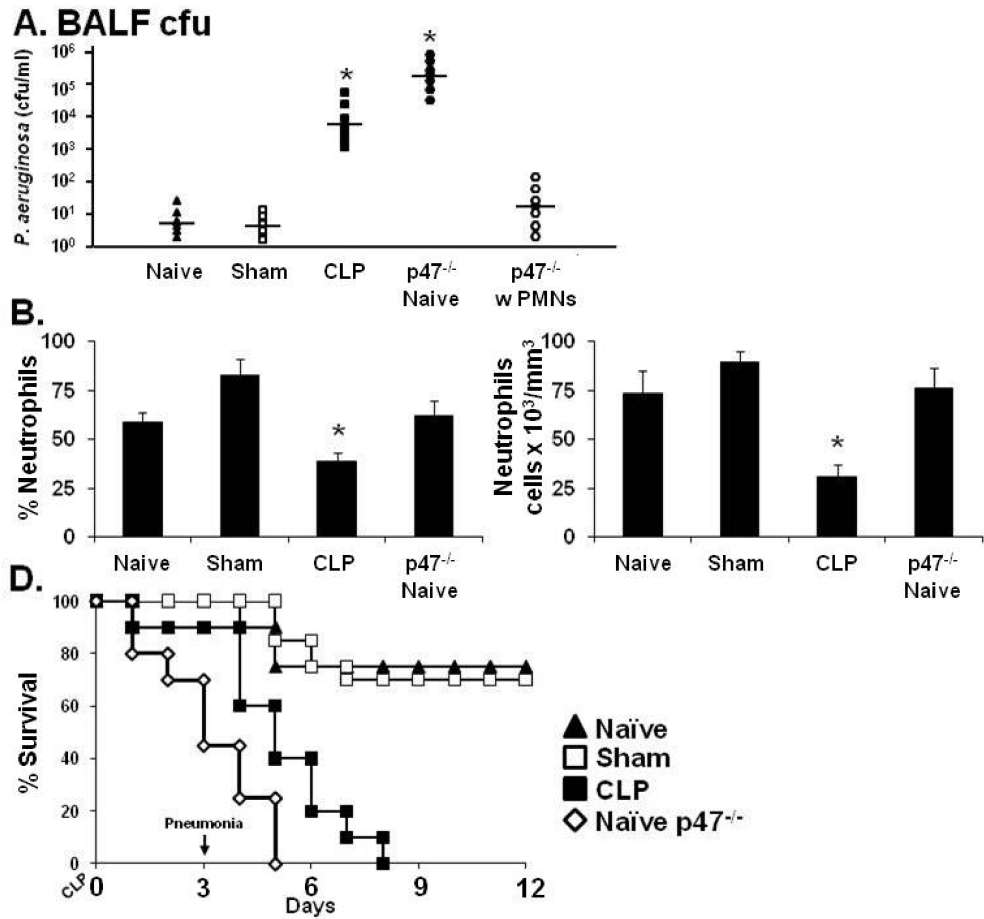 A. BALF cfu
P. aeruginosa (cfu/ml)
10⁶
10⁵
10⁴
10³
10²
10¹
10⁰
*
*
Naive
Sham
CLP
p47⁻/⁻
Naive
p47⁻/⁻
w PMNs
B.
% Neutrophils
100
75
50
25
0
*
Naive
Sham
CLP
p47⁻/⁻
Naive
Neutrophils
cells x 10³/mm³
100
75
50
25
0
*
Naive
Sham
CLP
p47⁻/⁻
Naive
D.
% Survival
100
80
60
40
20
0
Pneumonia
CLP
0
3
6
9
12
Days
Naïve
Sham
CLP
Naïve p47⁻/⁻